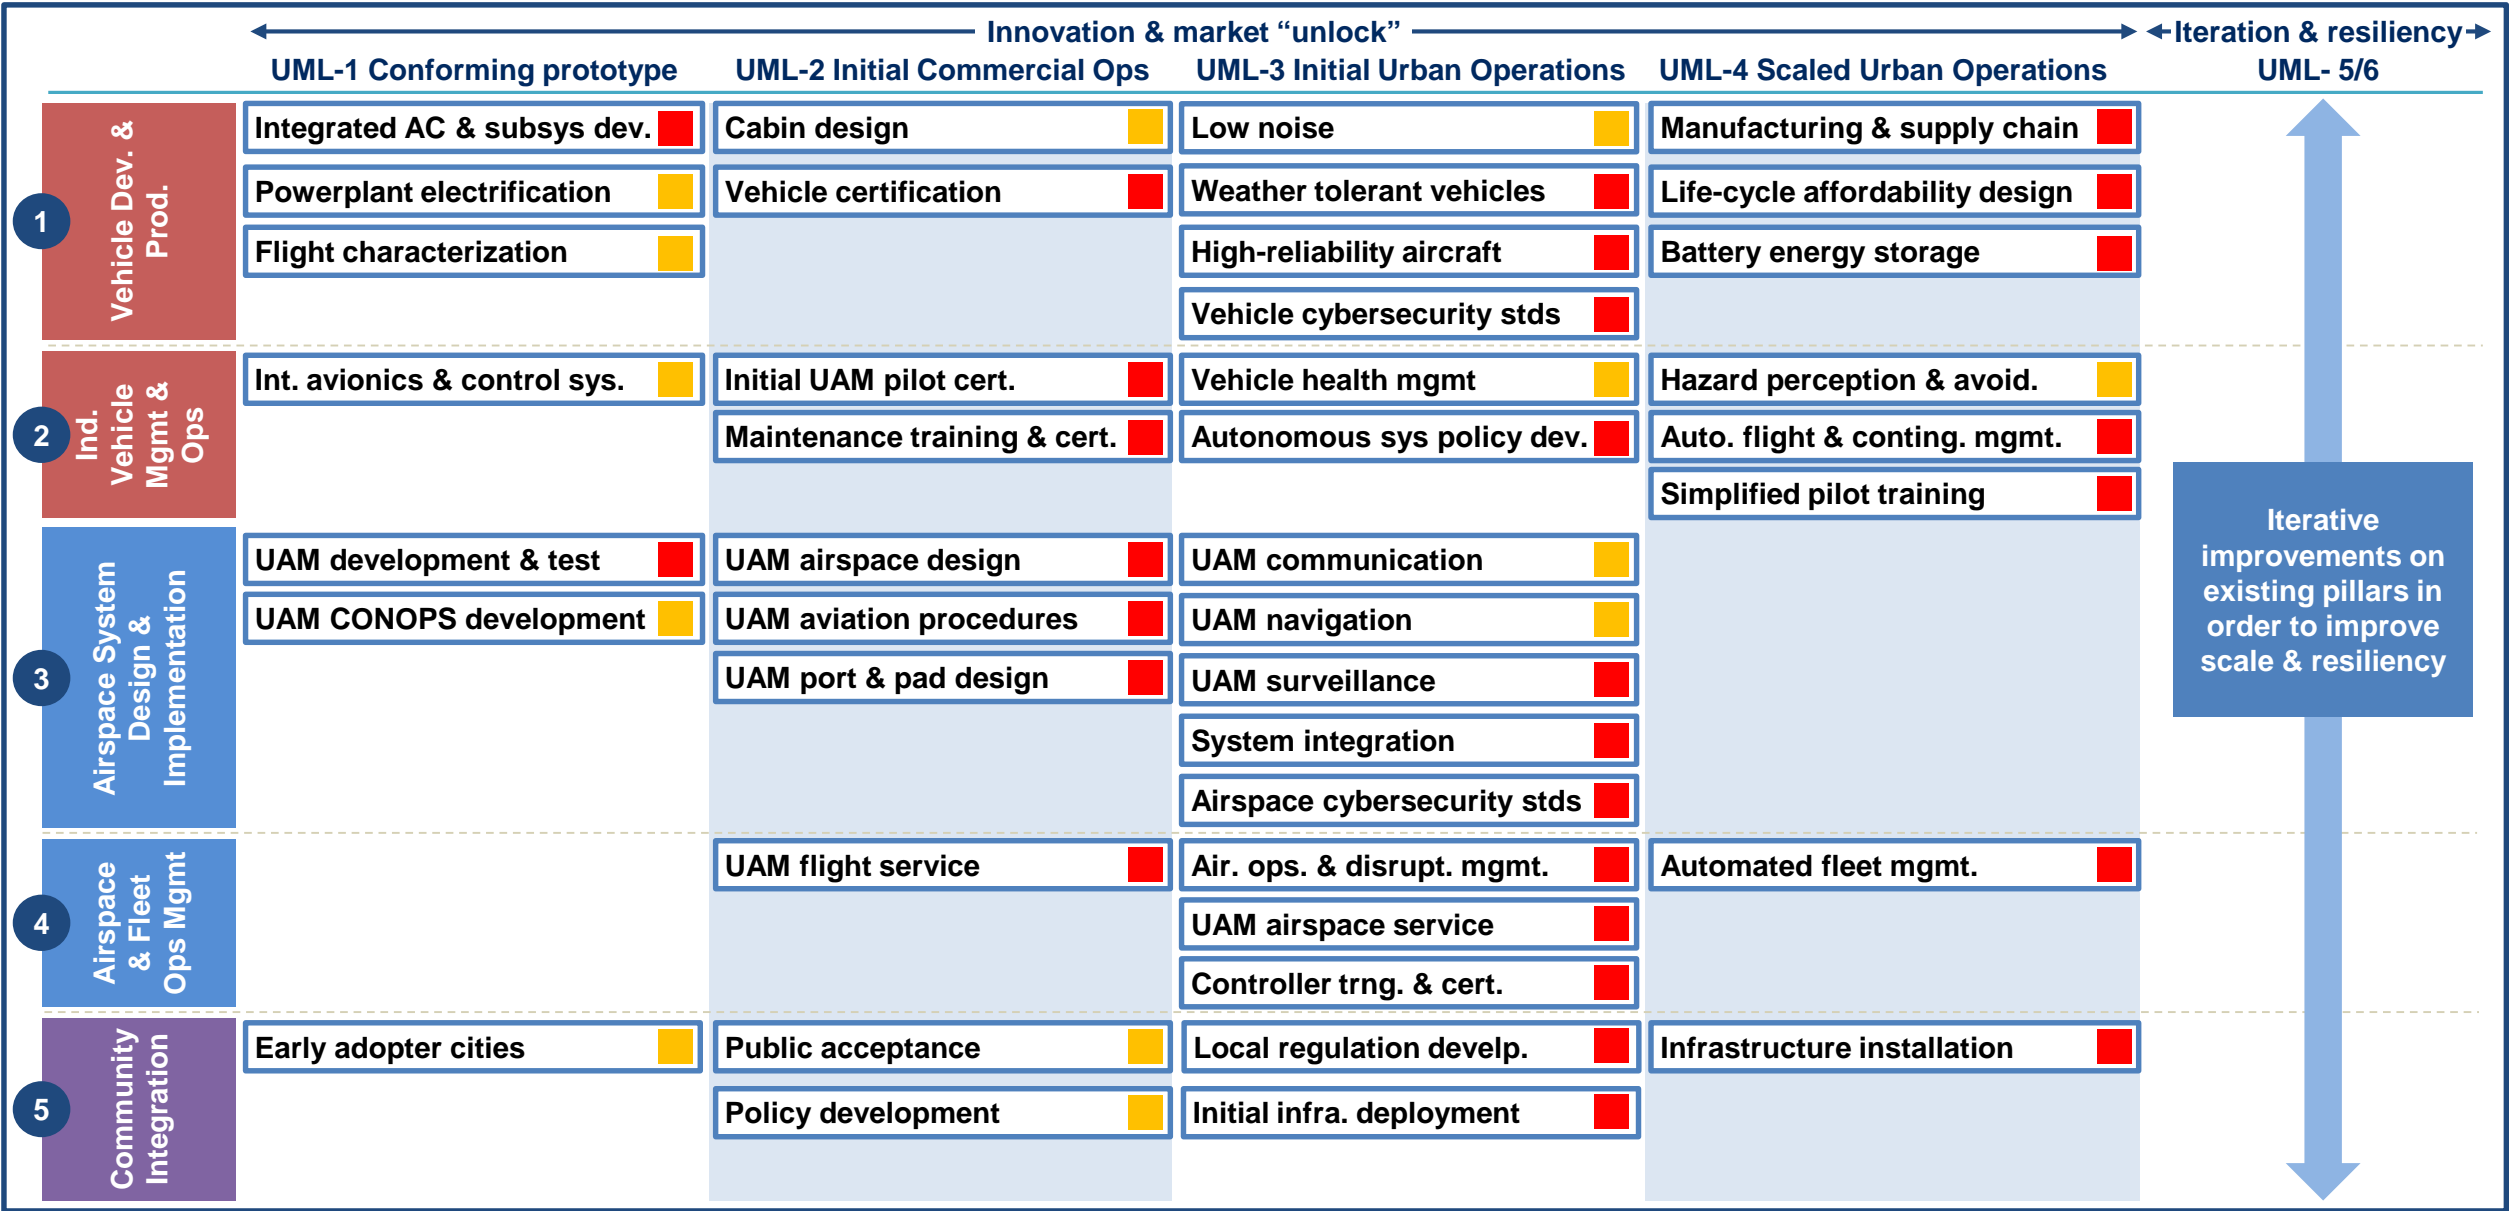 Innovation & market “unlock”
Iteration & resiliency
UML-1 Conforming prototype
UML-2 Initial Commercial Ops
UML-3 Initial Urban Operations
UML-4 Scaled Urban Operations
UML- 5/6
1
Vehicle Dev. &
Prod.
Integrated AC & subsys dev.
Powerplant electrification
Flight characterization
Cabin design
Vehicle certification
Low noise
Weather tolerant vehicles
High-reliability aircraft
Vehicle cybersecurity stds
Manufacturing & supply chain
Life-cycle affordability design
Battery energy storage
2
Ind.
Vehicle
Mgmt &
Ops
Int. avionics & control sys.
Initial UAM pilot cert.
Maintenance training & cert.
Vehicle health mgmt
Autonomous sys policy dev.
Hazard perception & avoid.
Auto. flight & conting. mgmt.
Simplified pilot training
3
Airspace System
Design &
Implementation
UAM development & test
UAM CONOPS development
UAM airspace design
UAM aviation procedures
UAM port & pad design
UAM communication
UAM navigation
UAM surveillance
System integration
Airspace cybersecurity stds
4
Airspace
& Fleet
Ops Mgmt
UAM flight service
Air. ops. & disrupt. mgmt.
UAM airspace service
Controller trng. & cert.
Automated fleet mgmt.
5
Community
Integration
Early adopter cities
Public acceptance
Policy development
Local regulation develp.
Initial infra. deployment
Infrastructure installation
Iterative
improvements on
existing pillars in
order to improve
scale & resiliency